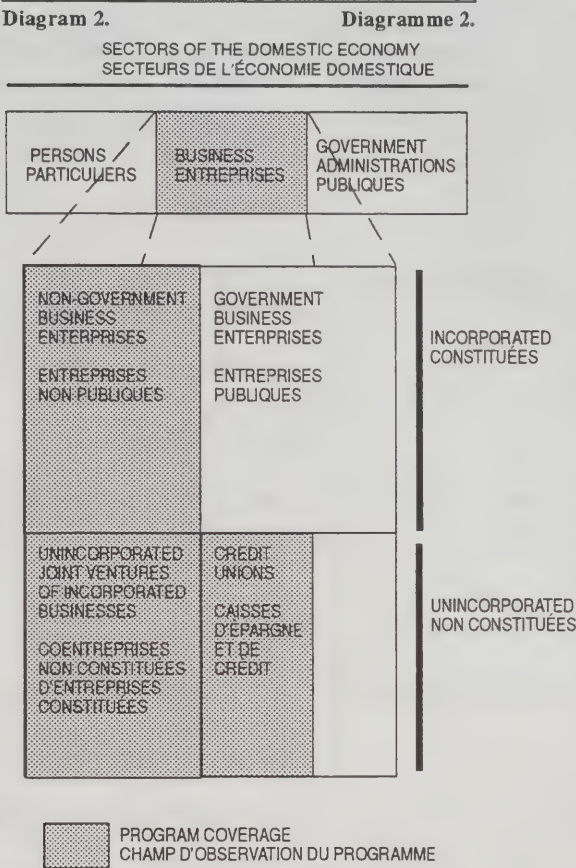 Diagram 2.
Diagramme 2.
SECTORS OF THE DOMESTIC ECONOMY
SECTEURS DE L'ÉCONOMIE DOMESTIQUE
PERSONS
PARTICULIERS
BUSINESS
ENTREPRISES
GOVERNMENT
ADMINISTRATIONS
PUBLIQUES
NON-GOVERNMENT
BUSINESS
ENTERPRISES
ENTREPRISES
NON PUBLIQUES
GOVERNMENT
BUSINESS
ENTERPRISES
ENTREPRISES
PUBLIQUES
INCORPORATED
CONSTITUÉES
UNINCORPORATED
JOINT VENTURES
OF INCORPORATED
BUSINESSES
COENTREPRISES
NON CONSTITUÉES
D'ENTREPRISES
CONSTITUÉES
CREDIT
UNIONS
CAISSES
D'ÉPARGNE
ET DE
CRÉDIT
UNINCORPORATED
NON CONSTITUÉES
PROGRAM COVERAGE
CHAMP D'OBSERVATION DU PROGRAMME